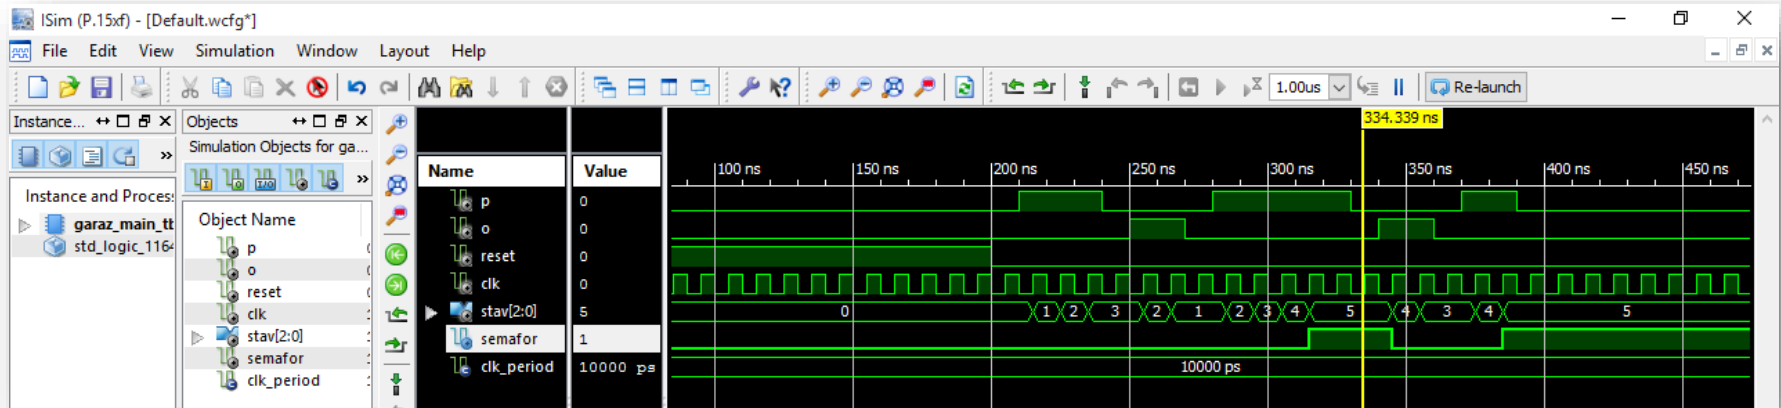 ISim (P.15xf) - [Default.wcfg*]
File Edit View Simulation Window Layout Help
1.00us Re-launch
Instance... Objects 334.339 ns
Simulation Objects for ga...
Name Value 100 ns 150 ns 200 ns 250 ns 300 ns 350 ns 400 ns 450 ns
Instance and Process
garaz_main_tt
std_logic_1164
Object Name
p
o
reset
clk
stav[2:0]
semafor
clk_period
p 0
o 0
reset 0
clk 0
stav[2:0] 5 0 1 2 3 2 1 2 3 4 5 4 3 4 5
semafor 1
clk_period 10000 ps 10000 ps